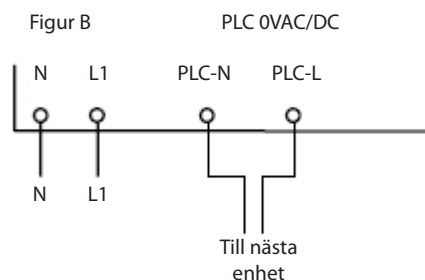 Figur B
PLC 0VAC/DC
N L1 PLC-N PLC-L
N L1
Till nästa
enhet